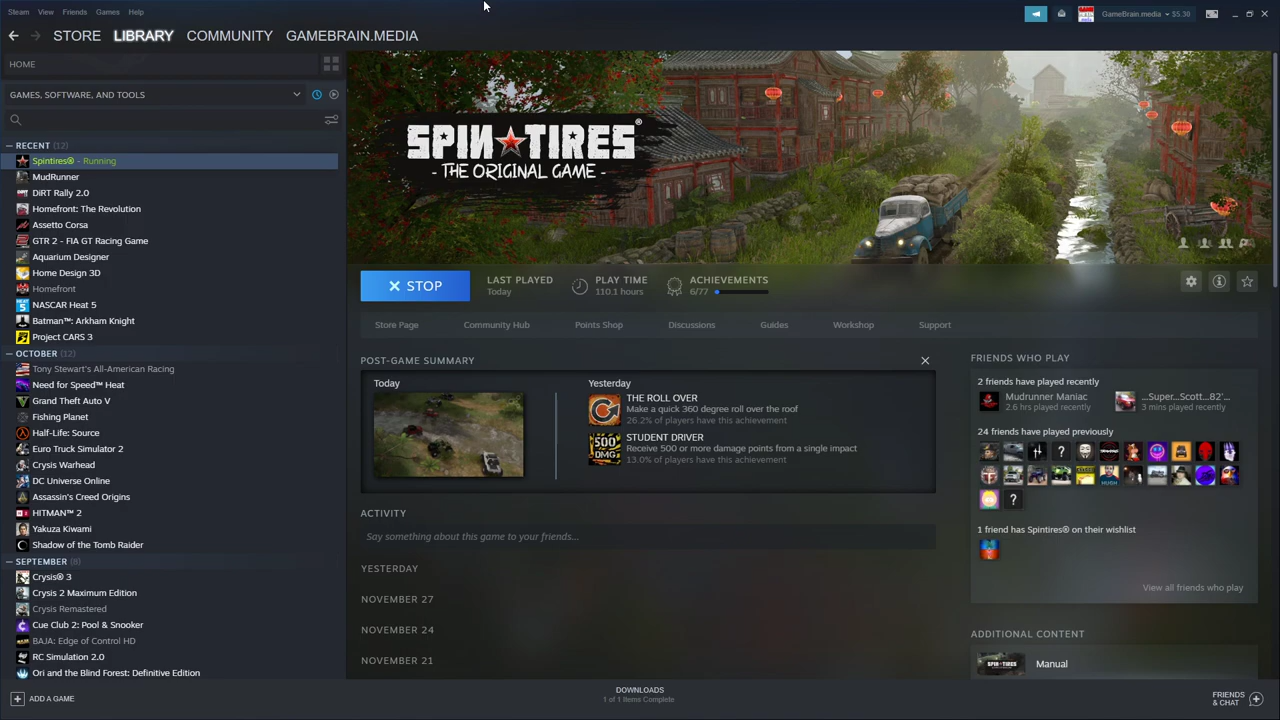 Steam View Friends Games Help
GameBrain.media $5.38
STORE LIBRARY COMMUNITY GAMEBRAIN.MEDIA
HOME
GAMES, SOFTWARE, AND TOOLS
RECENT (12)
Spintires® - Running
MudRunner
DiRT Rally 2.0
Homefront: The Revolution
Assetto Corsa
GTR 2 - FIA GT Racing Game
Aquarium Designer
Home Design 3D
Homefront
NASCAR Heat 5
Batman™: Arkham Knight
Project CARS 3
OCTOBER (12)
Tony Stewart's All-American Racing
Need for Speed™ Heat
Grand Theft Auto V
Fishing Planet
Half-Life: Source
Euro Truck Simulator 2
Crysis Warhead
DC Universe Online
Assassin's Creed Origins
HITMAN™ 2
Yakuza Kiwami
Shadow of the Tomb Raider
SEPTEMBER (8)
Crysis® 3
Crysis 2 Maximum Edition
Crysis Remastered
Cue Club 2: Pool & Snooker
BAJA: Edge of Control HD
RC Simulation 2.0
Ori and the Blind Forest: Definitive Edition
ADD A GAME
SPINTIRES®
- THE ORIGINAL GAME -
STOP
LAST PLAYED
Today
PLAY TIME
110.1 hours
ACHIEVEMENTS
6/77
Store Page Community Hub Points Shop Discussions Guides Workshop Support
POST-GAME SUMMARY
Today
Yesterday
THE ROLL OVER
Make a quick 360 degree roll over the roof
26.2% of players have this achievement
500
DMG
STUDENT DRIVER
Receive 500 or more damage points from a single impact
13.0% of players have this achievement
ACTIVITY
Say something about this game to your friends...
YESTERDAY
NOVEMBER 27
NOVEMBER 24
NOVEMBER 21
FRIENDS WHO PLAY
2 friends have played recently
Mudrunner Maniac
2.6 hrs played recently
...Super...Scott...82'...
3 mins played recently
24 friends have played previously
1 friend has Spintires® on their wishlist
View all friends who play
ADDITIONAL CONTENT
SPINTIRES
Manual
DOWNLOADS
1 of 1 Items Complete
FRIENDS
& CHAT